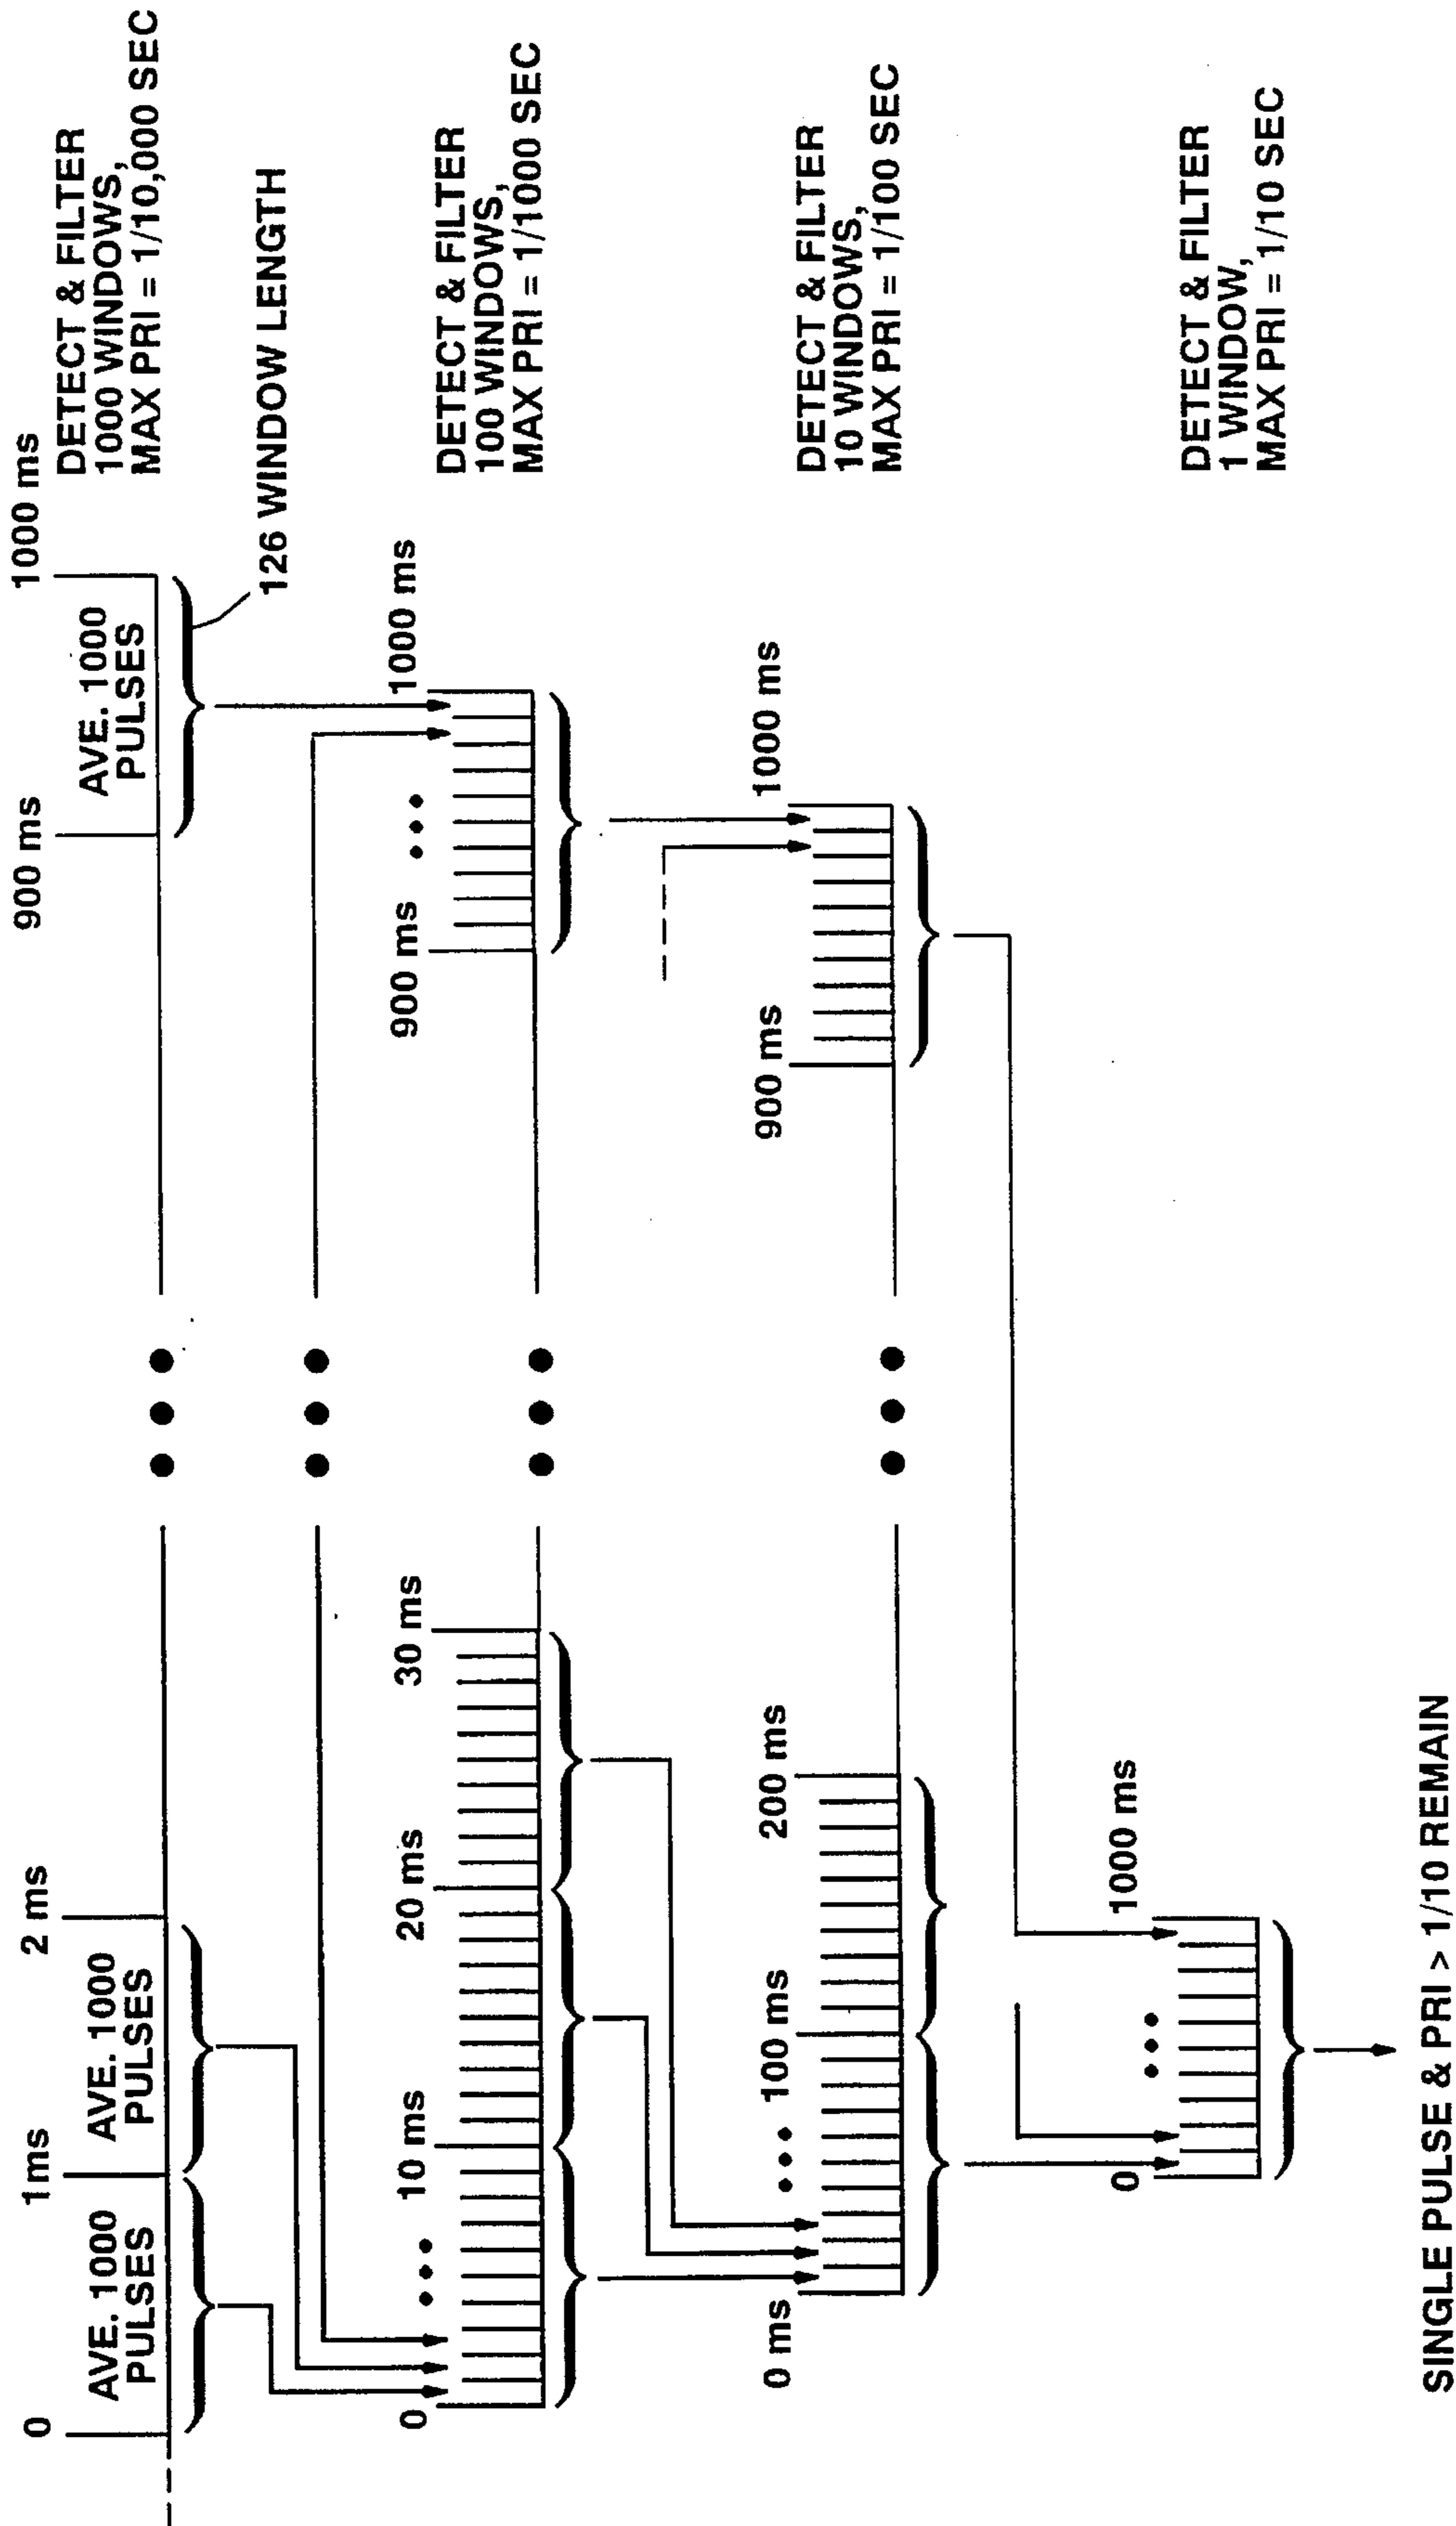 0
1ms
2 ms
900 ms
1000 ms
AVE. 1000
PULSES
AVE. 1000
PULSES
AVE. 1000
PULSES
DETECT & FILTER
1000 WINDOWS,
MAX PRI = 1/10,000 SEC
126 WINDOW LENGTH
0
10 ms
20 ms
30 ms
900 ms
1000 ms
DETECT & FILTER
100 WINDOWS,
MAX PRI = 1/1000 SEC
0 ms
100 ms
200 ms
900 ms
1000 ms
DETECT & FILTER
10 WINDOWS,
MAX PRI = 1/100 SEC
0
1000 ms
DETECT & FILTER
1 WINDOW,
MAX PRI = 1/10 SEC
SINGLE PULSE & PRI > 1/10 REMAIN